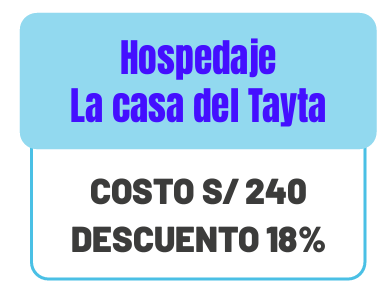 Hospedaje
La casa del Tayta
COSTO S/ 240
DESCUENTO 18%